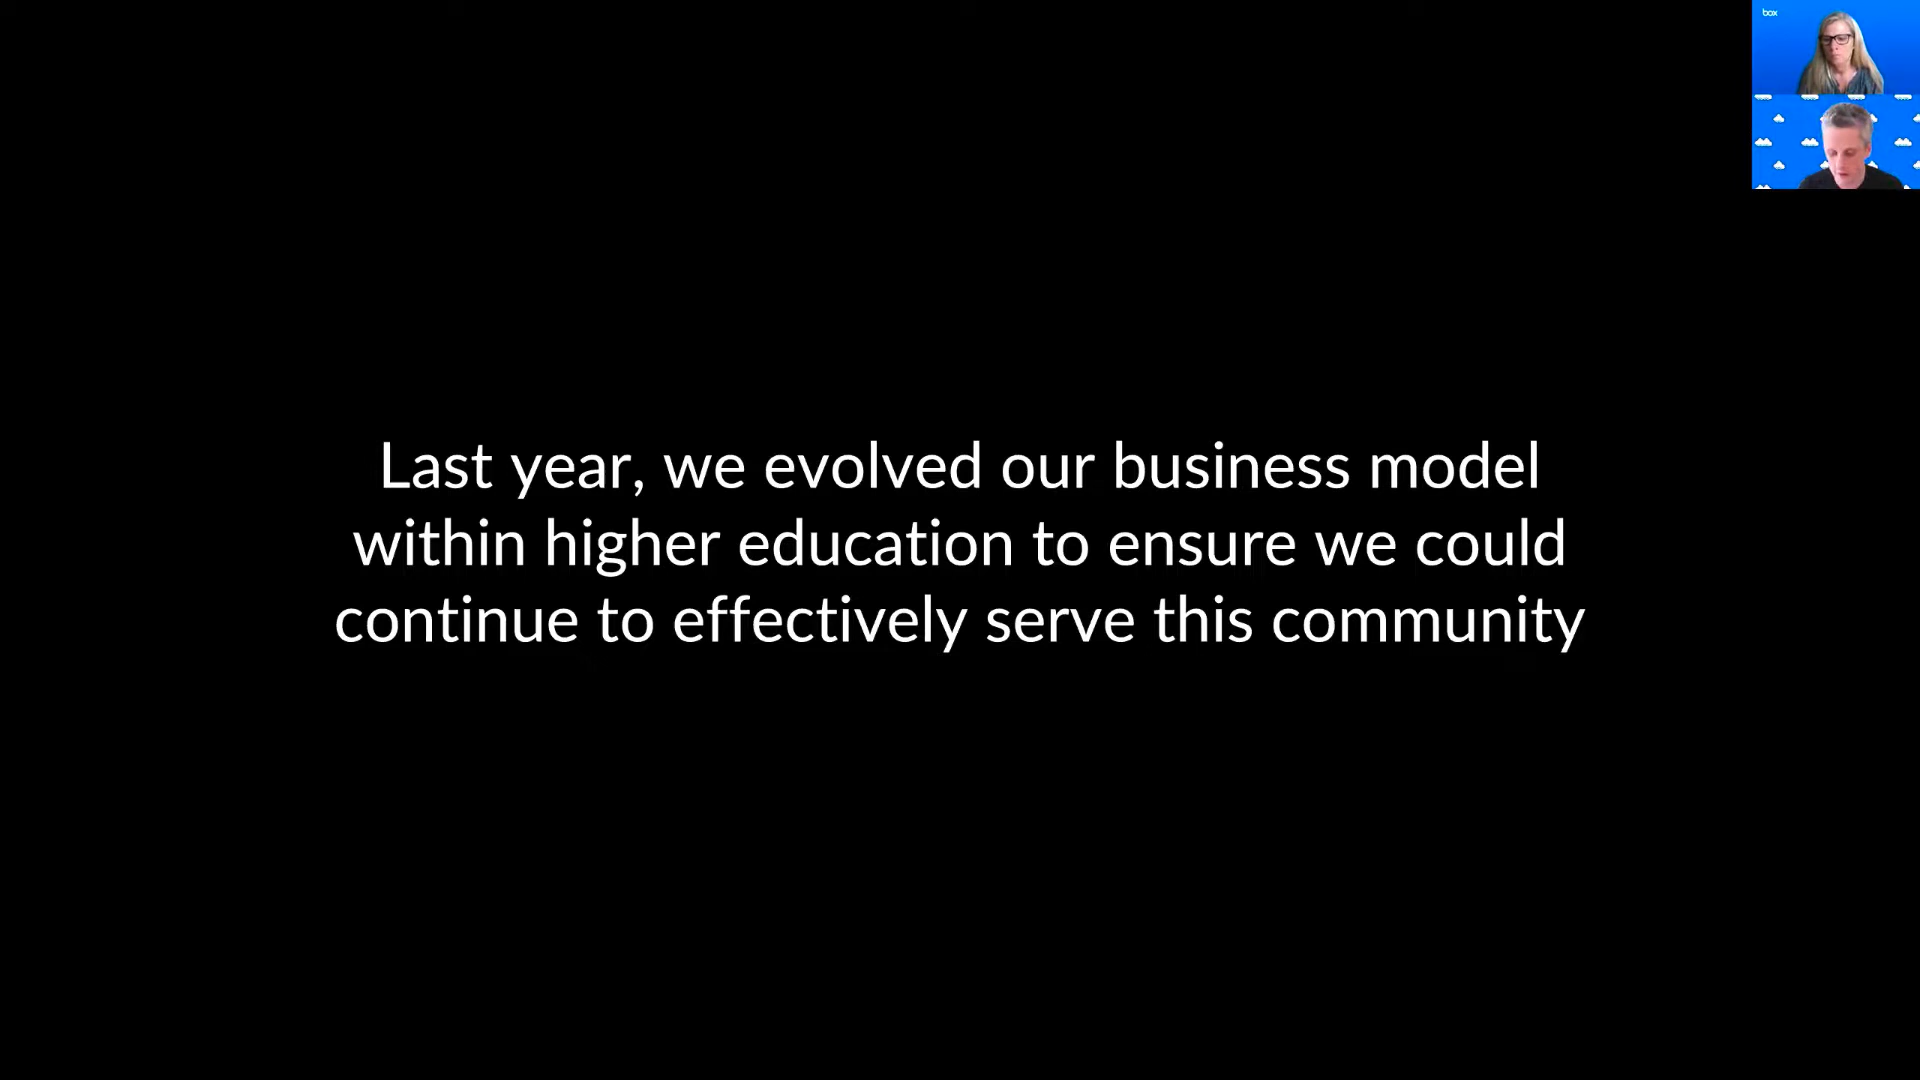 box
Last year, we evolved our business model
within higher education to ensure we could
continue to effectively serve this community